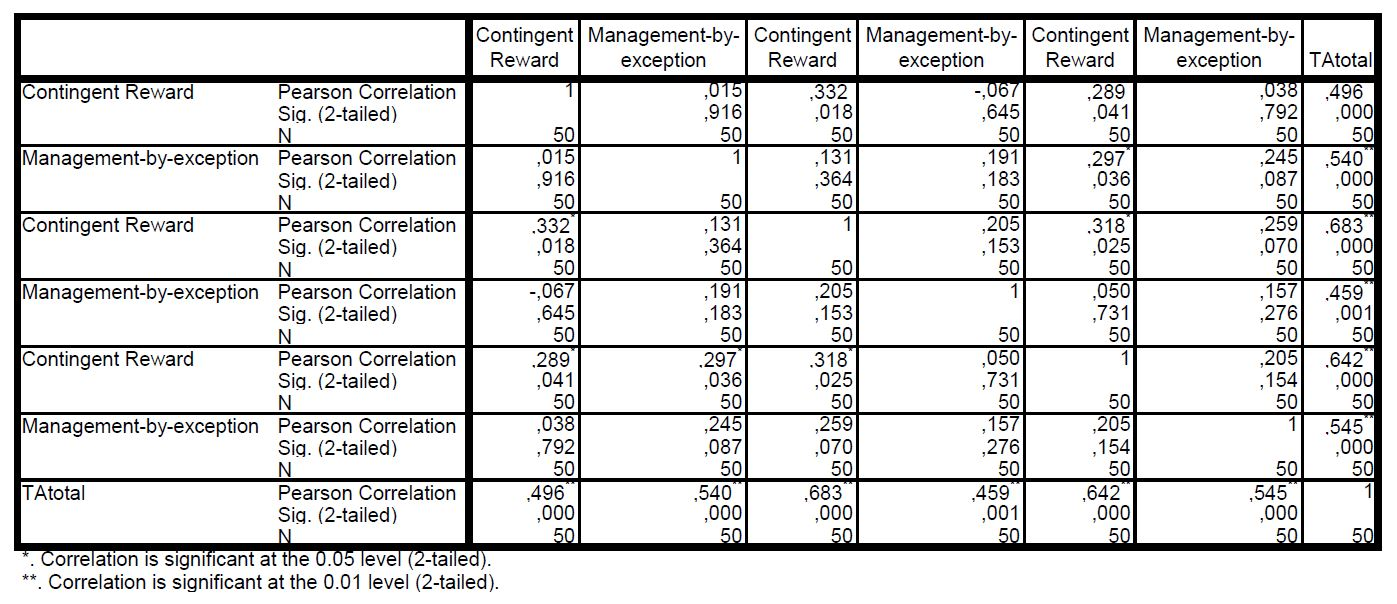 Contingent Reward Management-by-exception Contingent Reward Management-by-exception Contingent Reward Management-by-exception TAtotal
Contingent Reward Pearson Correlation 1 ,015 ,332 -,067 ,289 ,038 ,496
Sig. (2-tailed) ,916 ,018 ,645 ,041 ,792 ,000
N 50 50 50 50 50 50 50
Management-by-exception Pearson Correlation ,015 1 ,131 ,191 ,297* ,245 ,540**
Sig. (2-tailed) ,916 ,364 ,183 ,036 ,087 ,000
N 50 50 50 50 50 50 50
Contingent Reward Pearson Correlation ,332* ,131 1 ,205 ,318* ,259 ,683**
Sig. (2-tailed) ,018 ,364 ,153 ,025 ,070 ,000
N 50 50 50 50 50 50 50
Management-by-exception Pearson Correlation -,067 ,191 ,205 1 ,050 ,157 ,459**
Sig. (2-tailed) ,645 ,183 ,153 ,731 ,276 ,001
N 50 50 50 50 50 50 50
Contingent Reward Pearson Correlation ,289* ,297* ,318* ,050 1 ,205 ,642**
Sig. (2-tailed) ,041 ,036 ,025 ,731 ,154 ,000
N 50 50 50 50 50 50 50
Management-by-exception Pearson Correlation ,038 ,245 ,259 ,157 ,205 1 ,545**
Sig. (2-tailed) ,792 ,087 ,070 ,276 ,154 ,000
N 50 50 50 50 50 50 50
TAtotal Pearson Correlation ,496** ,540** ,683** ,459** ,642** ,545** 1
Sig. (2-tailed) ,000 ,000 ,000 ,001 ,000 ,000
N 50 50 50 50 50 50 50
*. Correlation is significant at the 0.05 level (2-tailed).
**. Correlation is significant at the 0.01 level (2-tailed).